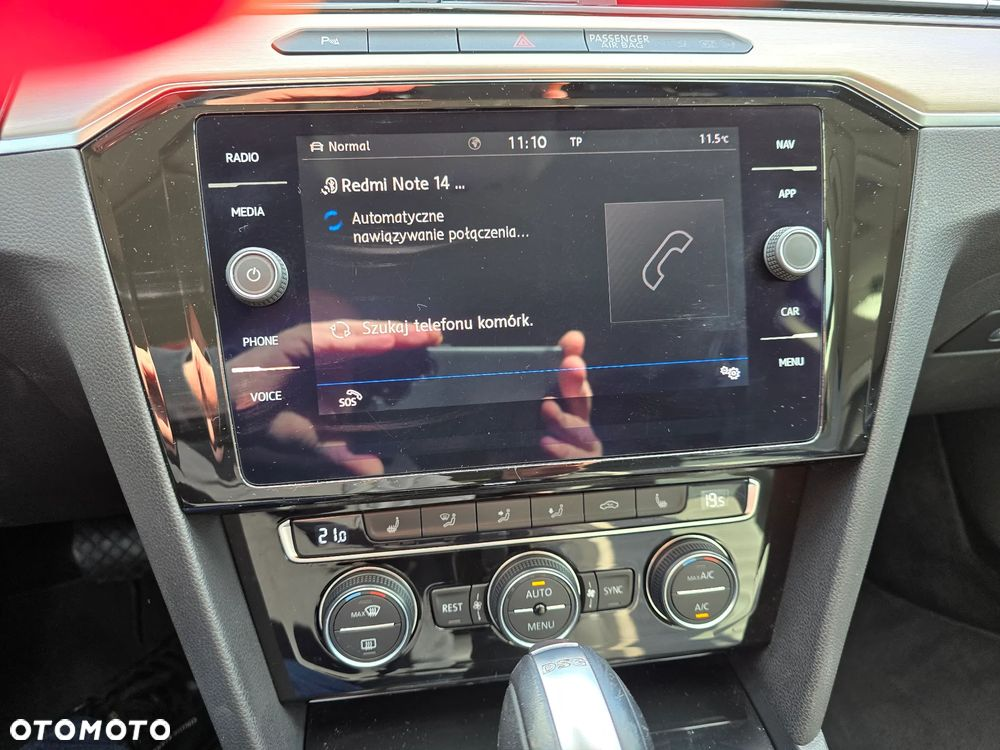 P
PASSENGER
AIR BAG
RADIO
MEDIA
PHONE
VOICE
Normal
11:10
TP
11.5°C
Redmi Note 14 ...
Automatyczne
nawiązywanie połączenia...
Szukaj telefonu komórk.
SOS
NAV
APP
CAR
MENU
21.0
19.5
MAX
REST
AUTO
MENU
SYNC
MAX A/C
A/C
DSG
OTOMOTO